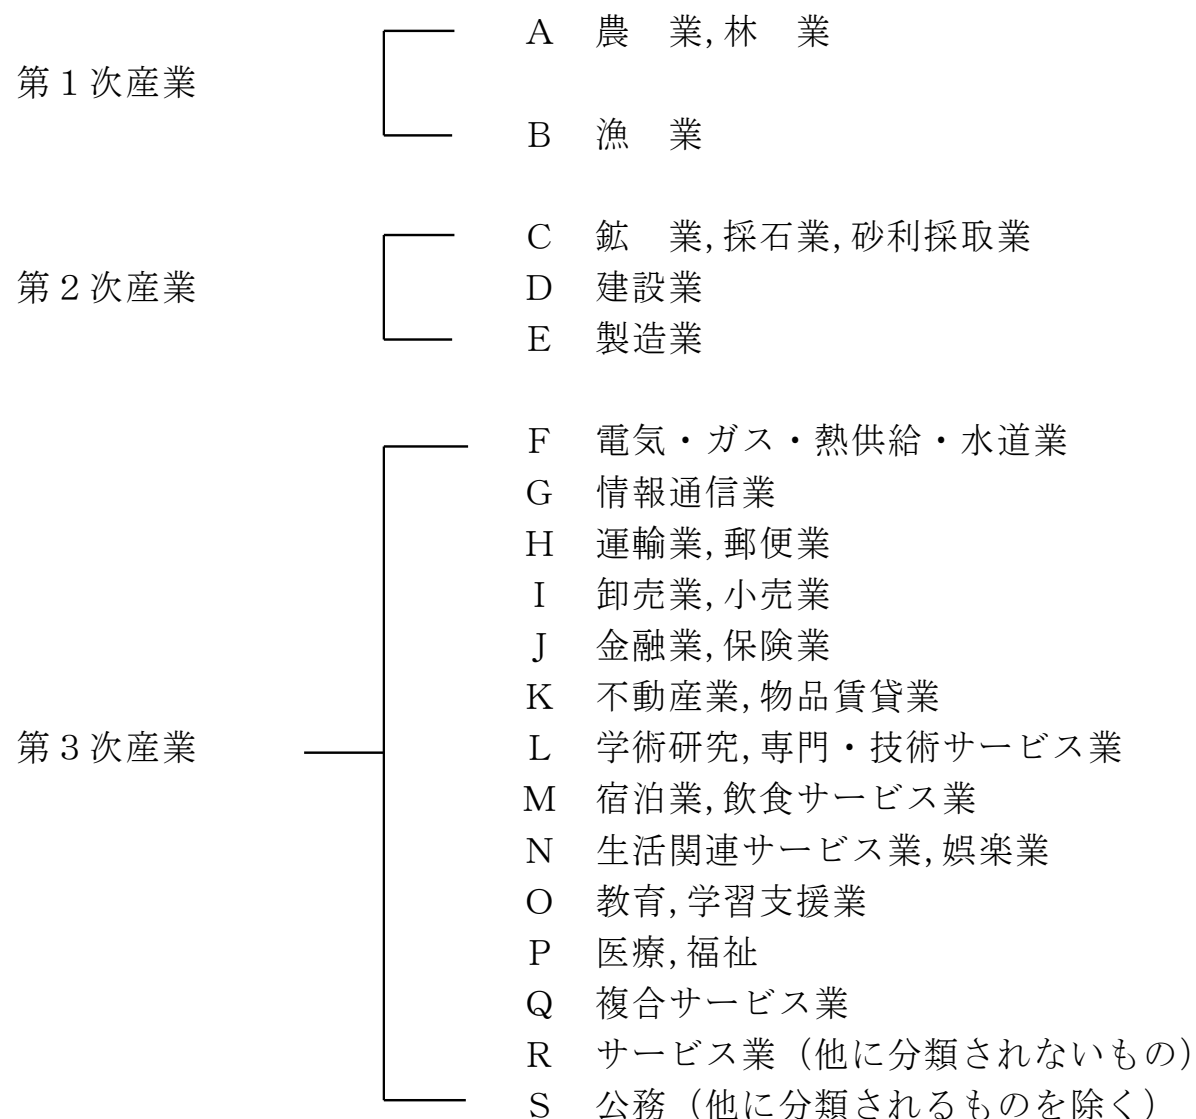 A 農　業,林　業
第１次産業
B 漁　業
C 鉱　業,採石業,砂利採取業
第２次産業 D 建設業
E 製造業
F 電気・ガス・熱供給・水道業
G 情報通信業
H 運輸業,郵便業
I 卸売業,小売業
J 金融業,保険業
K 不動産業,物品賃貸業
第３次産業 L 学術研究,専門・技術サービス業
M 宿泊業,飲食サービス業
N 生活関連サービス業,娯楽業
O 教育,学習支援業
P 医療,福祉
Q 複合サービス業
R サービス業（他に分類されないもの）
S 公務（他に分類されるものを除く）